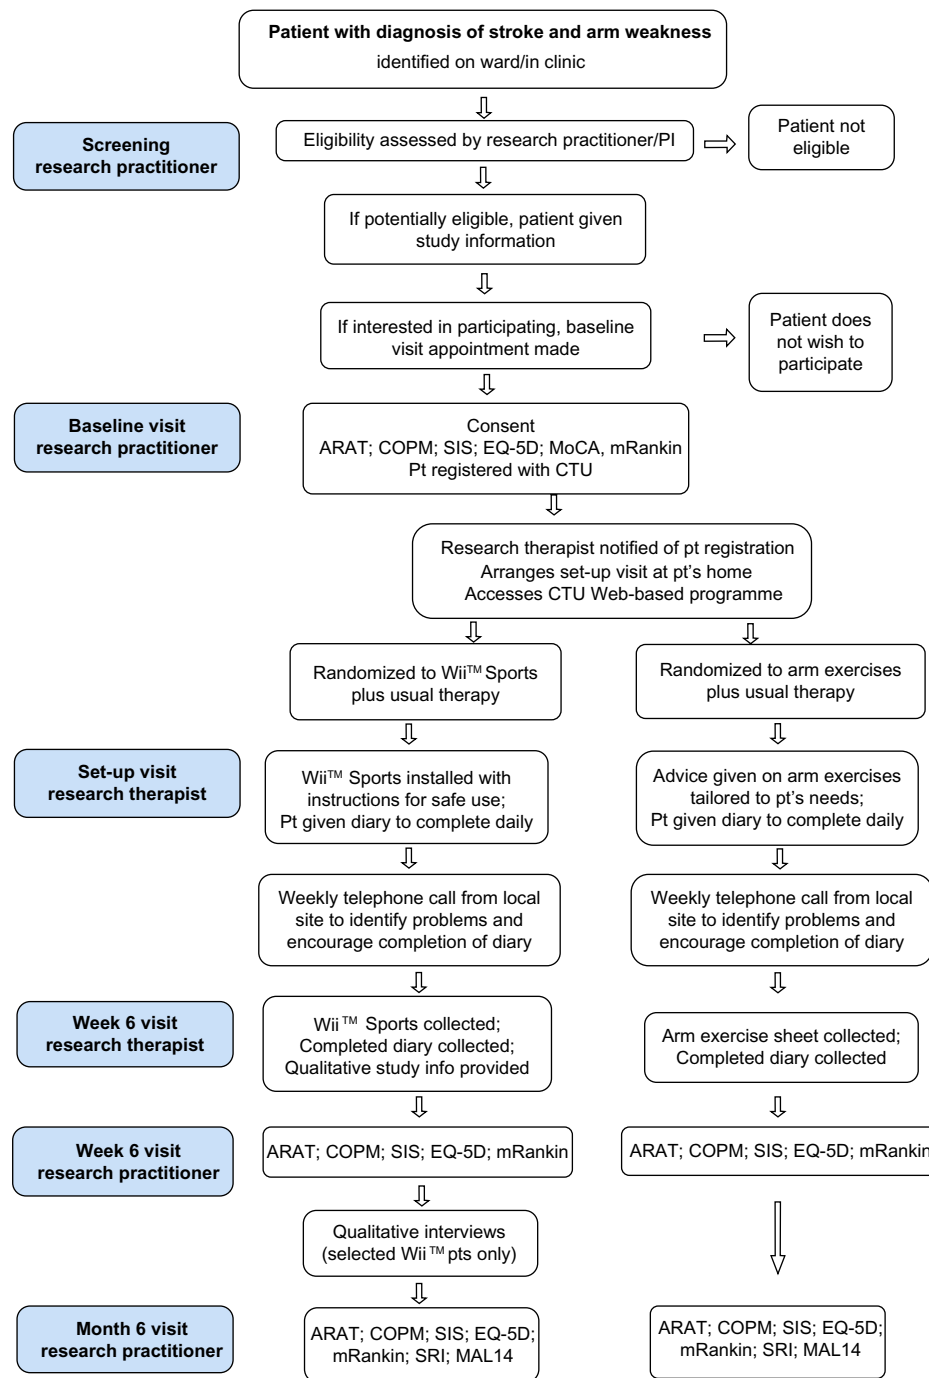 Patient with diagnosis of stroke and arm weakness
identified on ward/in clinic
Screening
research practitioner
Eligibility assessed by research practitioner/PI
Patient not
eligible
If potentially eligible, patient given
study information
If interested in participating, baseline
visit appointment made
Patient does
not wish to
participate
Baseline visit
research practitioner
Consent
ARAT; COPM; SIS; EQ-5D; MoCA, mRankin
Pt registered with CTU
Research therapist notified of pt registration
Arranges set-up visit at pt's home
Accesses CTU Web-based programme
Randomized to Wii™ Sports
plus usual therapy
Randomized to arm exercises
plus usual therapy
Set-up visit
research therapist
Wii™ Sports installed with
instructions for safe use;
Pt given diary to complete daily
Advice given on arm exercises
tailored to pt's needs;
Pt given diary to complete daily
Weekly telephone call from local
site to identify problems and
encourage completion of diary
Weekly telephone call from local
site to identify problems and
encourage completion of diary
Week 6 visit
research therapist
Wii™ Sports collected;
Completed diary collected;
Qualitative study info provided
Arm exercise sheet collected;
Completed diary collected
Week 6 visit
research practitioner
ARAT; COPM; SIS; EQ-5D; mRankin
ARAT; COPM; SIS; EQ-5D; mRankin
Qualitative interviews
(selected Wii™ pts only)
Month 6 visit
research practitioner
ARAT; COPM; SIS; EQ-5D;
mRankin; SRI; MAL14
ARAT; COPM; SIS; EQ-5D;
mRankin; SRI; MAL14